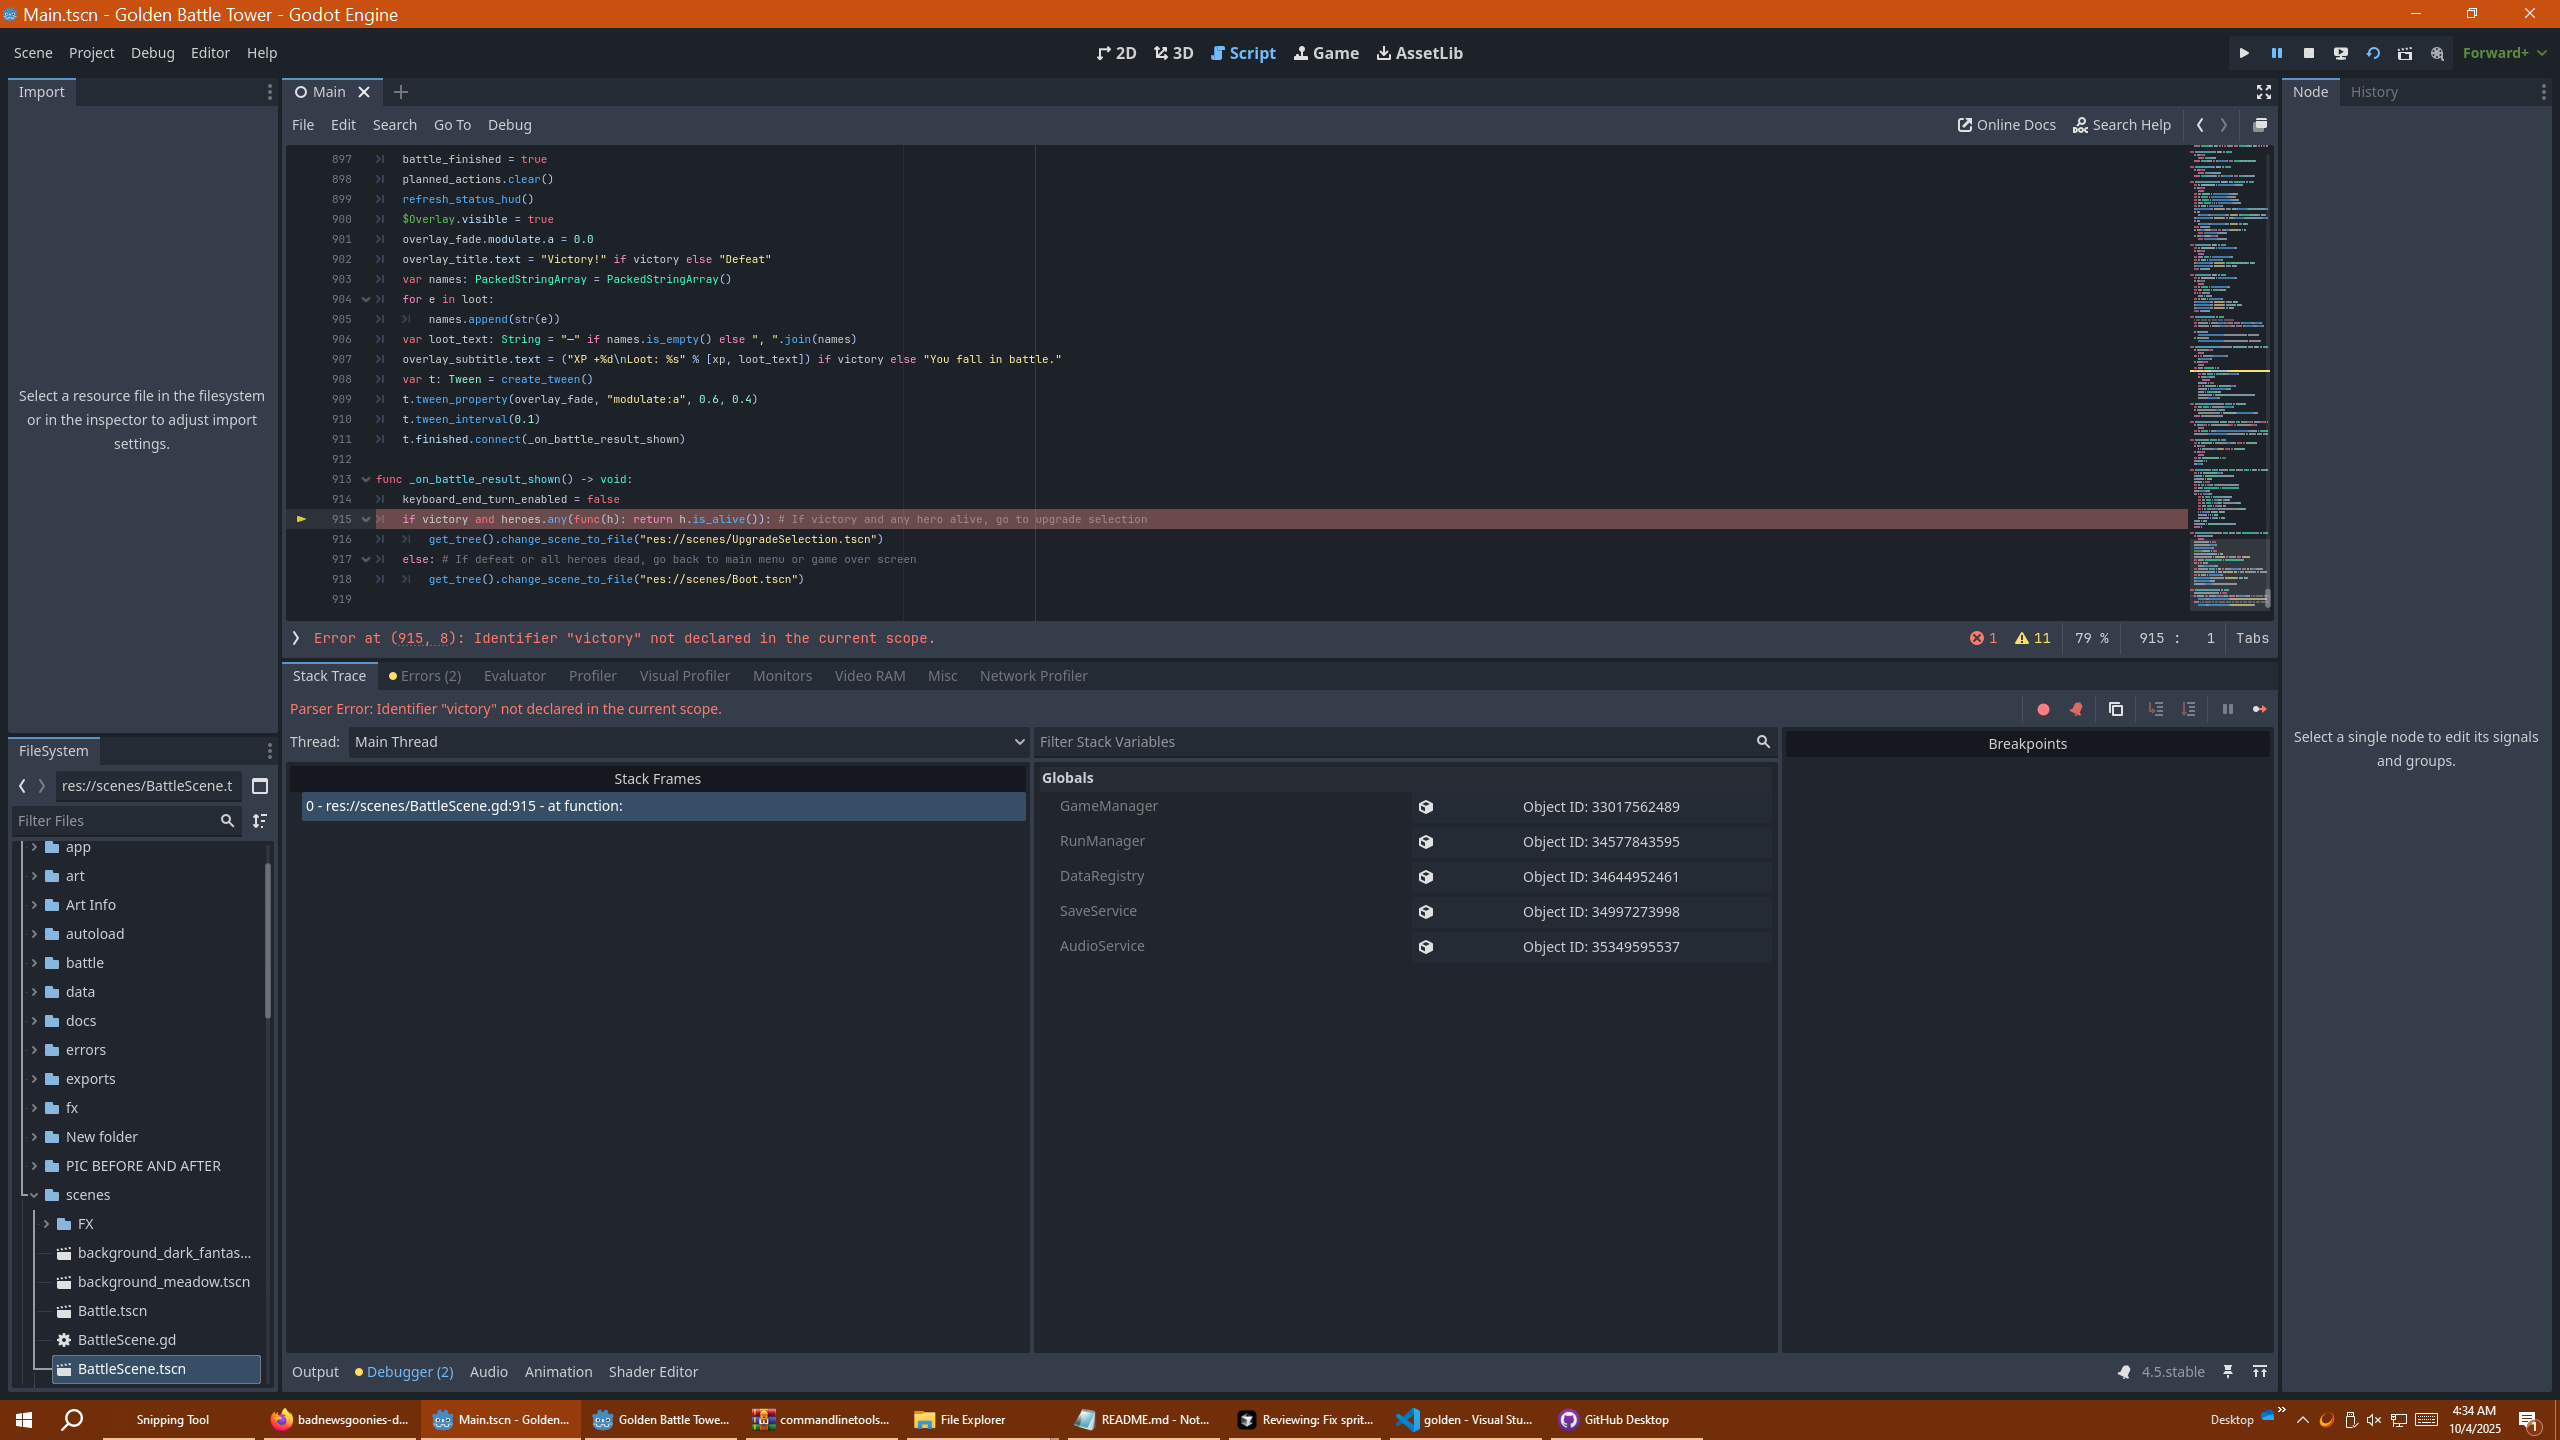 Main.tscn - Golden Battle Tower - Godot Engine
Scene Project Debug Editor Help
2D 3D Script Game AssetLib
Forward+
Import
Select a resource file in the filesystem
or in the inspector to adjust import
settings.
Main
File Edit Search Go To Debug
Online Docs Search Help
897 battle_finished = true
898 planned_actions.clear()
899 refresh_status_hud()
900 $Overlay.visible = true
901 overlay_fade.modulate.a = 0.0
902 overlay_title.text = "Victory!" if victory else "Defeat"
903 var names: PackedStringArray = PackedStringArray()
904 for e in loot:
905 names.append(str(e))
906 var loot_text: String = "—" if names.is_empty() else ", ".join(names)
907 overlay_subtitle.text = ("XP +%d\nLoot: %s" % [xp, loot_text]) if victory else "You fall in battle."
908 var t: Tween = create_tween()
909 t.tween_property(overlay_fade, "modulate:a", 0.6, 0.4)
910 t.tween_interval(0.1)
911 t.finished.connect(_on_battle_result_shown)
912
913 func _on_battle_result_shown() -> void:
914 keyboard_end_turn_enabled = false
915 if victory and heroes.any(func(h): return h.is_alive()): # If victory and any hero alive, go to upgrade selection
916 get_tree().change_scene_to_file("res://scenes/UpgradeSelection.tscn")
917 else: # If defeat or all heroes dead, go back to main menu or game over screen
918 get_tree().change_scene_to_file("res://scenes/Boot.tscn")
919
Error at (915, 8): Identifier "victory" not declared in the current scope.
1 11 79 % 915 : 1 Tabs
Stack Trace Errors (2) Evaluator Profiler Visual Profiler Monitors Video RAM Misc Network Profiler
Parser Error: Identifier "victory" not declared in the current scope.
Thread: Main Thread
Filter Stack Variables
Stack Frames
0 - res://scenes/BattleScene.gd:915 - at function:
Globals
GameManager Object ID: 33017562489
RunManager Object ID: 34577843595
DataRegistry Object ID: 34644952461
SaveService Object ID: 34997273998
AudioService Object ID: 35349595537
Breakpoints
Output Debugger (2) Audio Animation Shader Editor
4.5.stable
FileSystem
res://scenes/BattleScene.t
Filter Files
app
art
Art Info
autoload
battle
data
docs
errors
exports
fx
New folder
PIC BEFORE AND AFTER
scenes
FX
background_dark_fantas...
background_meadow.tscn
Battle.tscn
BattleScene.gd
BattleScene.tscn
Node History
Select a single node to edit its signals
and groups.
Snipping Tool
badnewsgoonies-d...
Main.tscn - Golden...
Golden Battle Towe...
commandlinetools...
File Explorer
README.md - Not...
Reviewing: Fix sprit...
golden - Visual Stu...
GitHub Desktop
Desktop
4:34 AM
10/4/2025
1